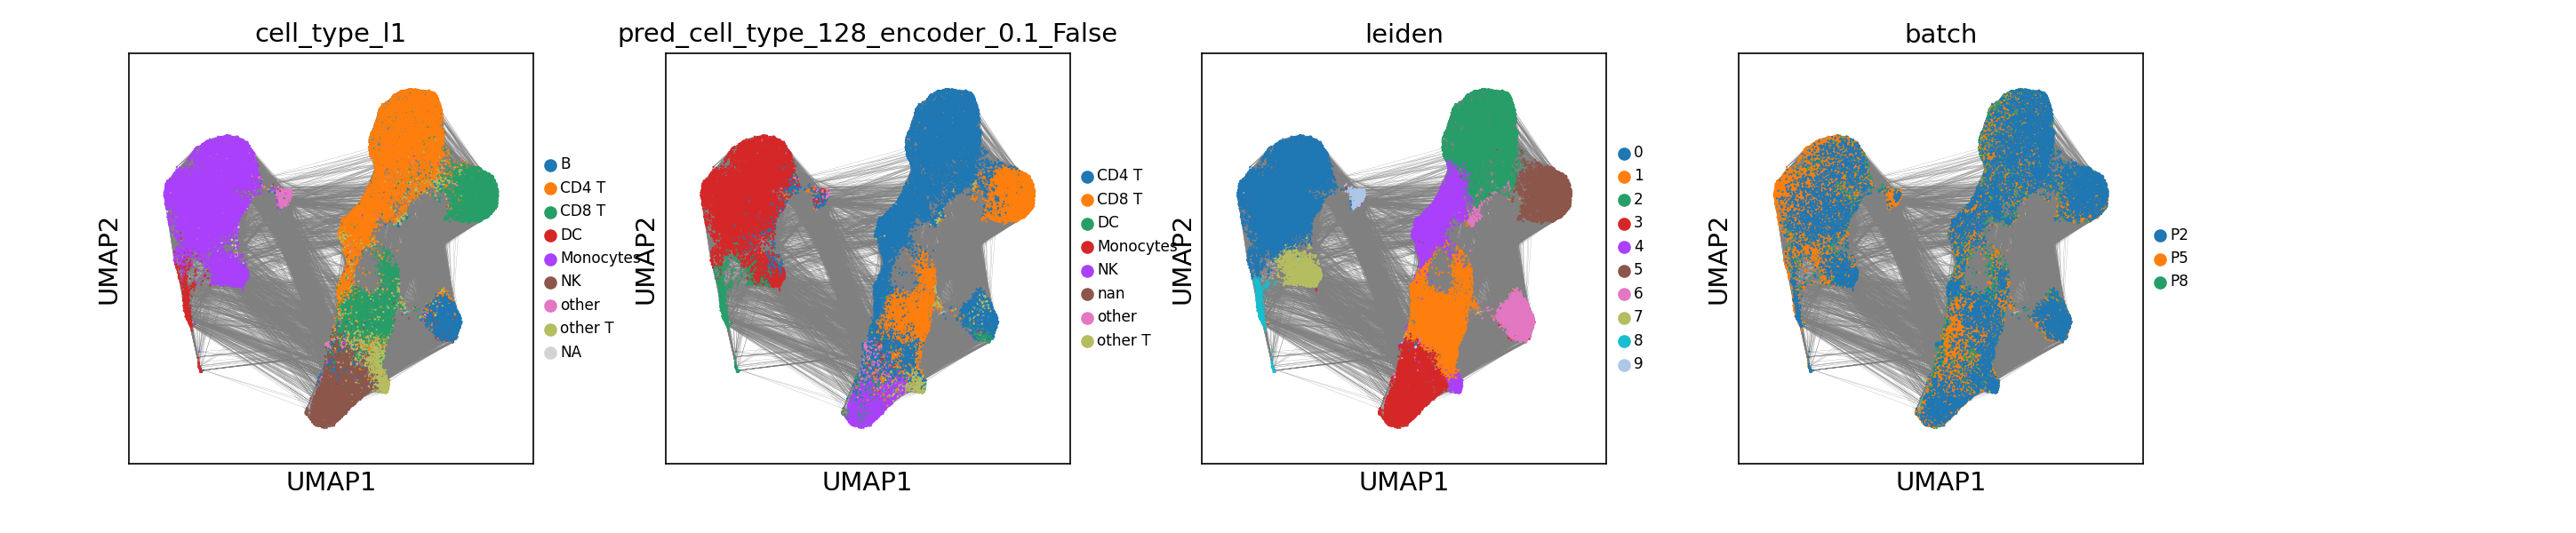 cell_type_l1
UMAP2
UMAP1
B
CD4 T
CD8 T
DC
Monocytes
NK
other
other T
NA
pred_cell_type_128_encoder_0.1_False
UMAP2
UMAP1
CD4 T
CD8 T
DC
Monocytes
NK
nan
other
other T
leiden
UMAP2
UMAP1
0
1
2
3
4
5
6
7
8
9
batch
UMAP2
UMAP1
P2
P5
P8